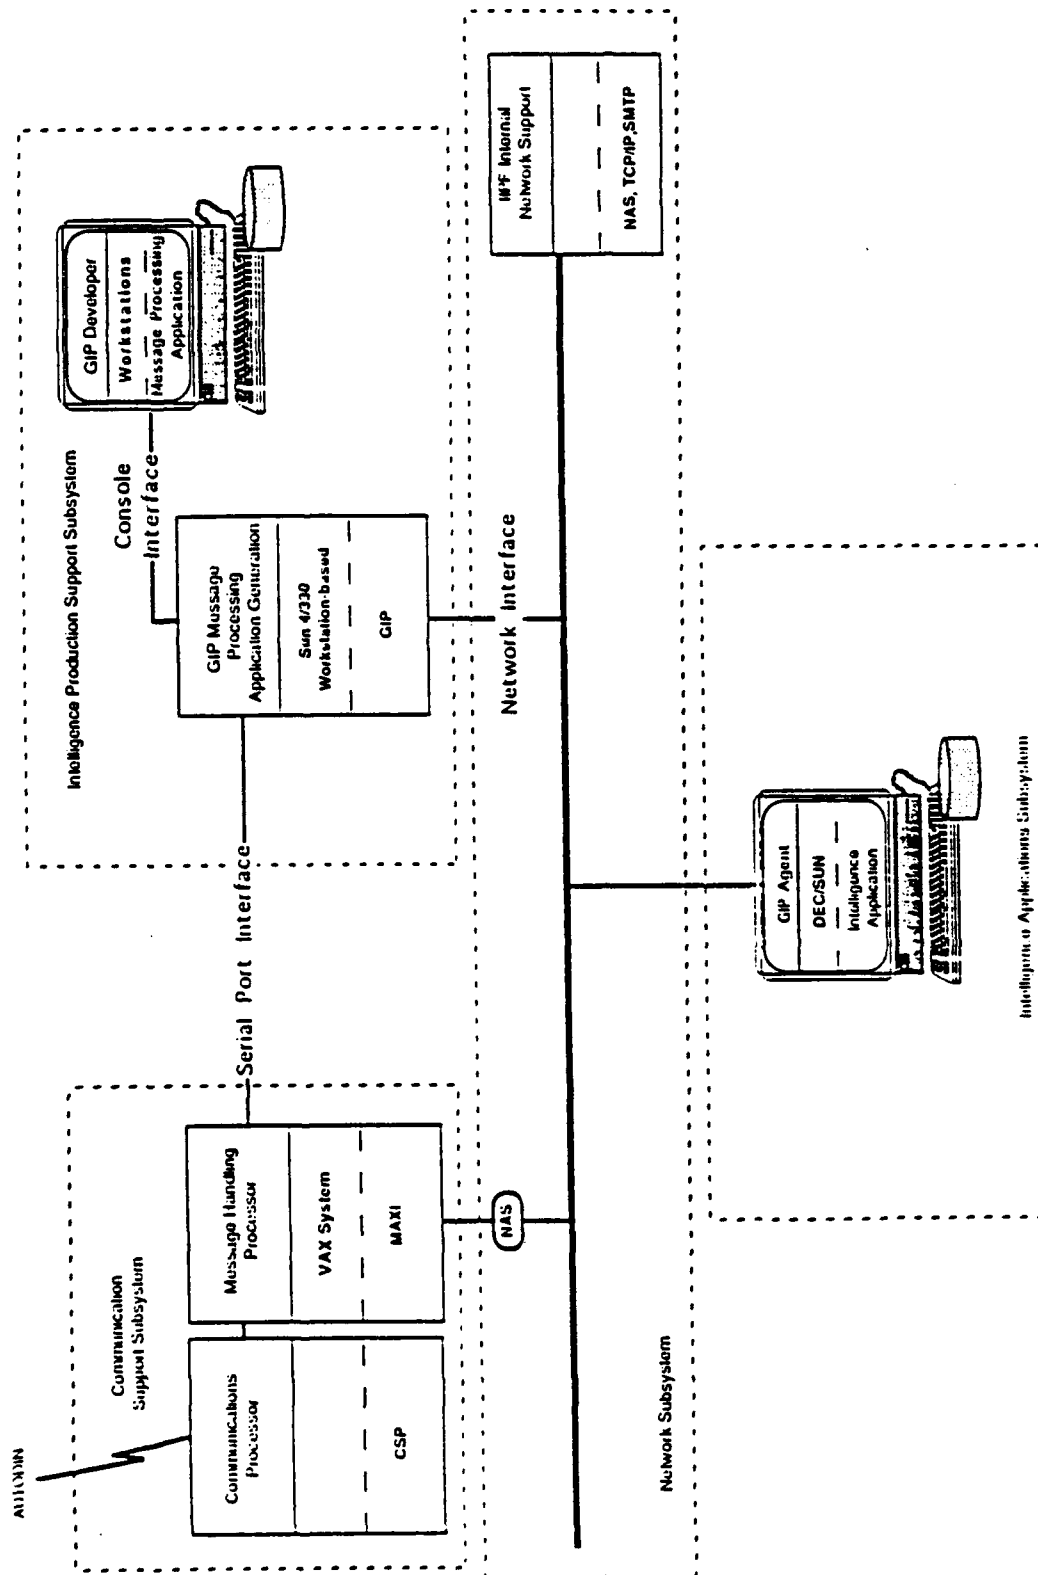 AUTODIN
Communication
Support Subsystem
Communications
Processor
CSP
Message Handling
Processor
VAX System
MAXI
Serial Port Interface
Intelligence Production Support Subsystem
Console
Interface
GIP Message
Processing
Application Generation
Sun 4/330
Workstation-based
GIP
GIP Developer
Workstations
Message Processing
Application
NAS
Network Interface
Internal
Network Support
NAS, TCP/IP,SMTP
Network Subsystem
GIP Agent
DEC/SUN
Intelligence
Application
Intelligence Applications Subsystem